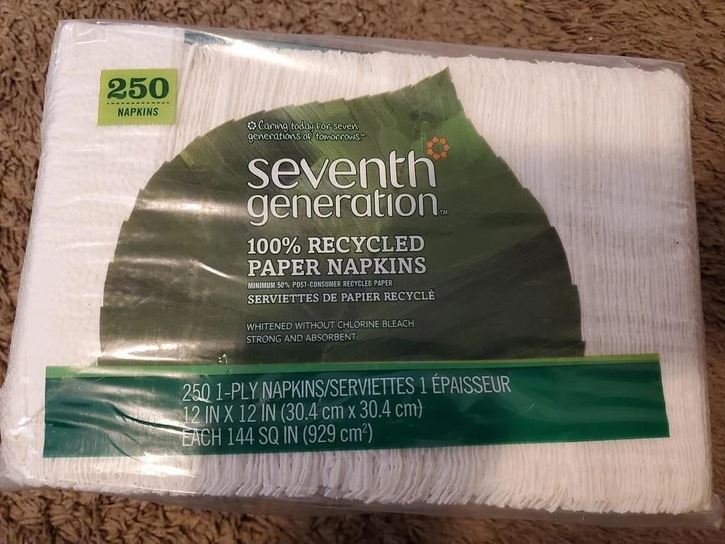 250
NAPKINS
Caring today for seven
generations of tomorrows™
seventh
generation™
100% RECYCLED
PAPER NAPKINS
MINIMUM 50% POST-CONSUMER RECYCLED PAPER
SERVIETTES DE PAPIER RECYCLÉ
WHITENED WITHOUT CHLORINE BLEACH
STRONG AND ABSORBENT
250 1-PLY NAPKINS/SERVIETTES 1 ÉPAISSEUR
12 IN X 12 IN (30.4 cm x 30.4 cm)
EACH 144 SQ IN (929 cm²)